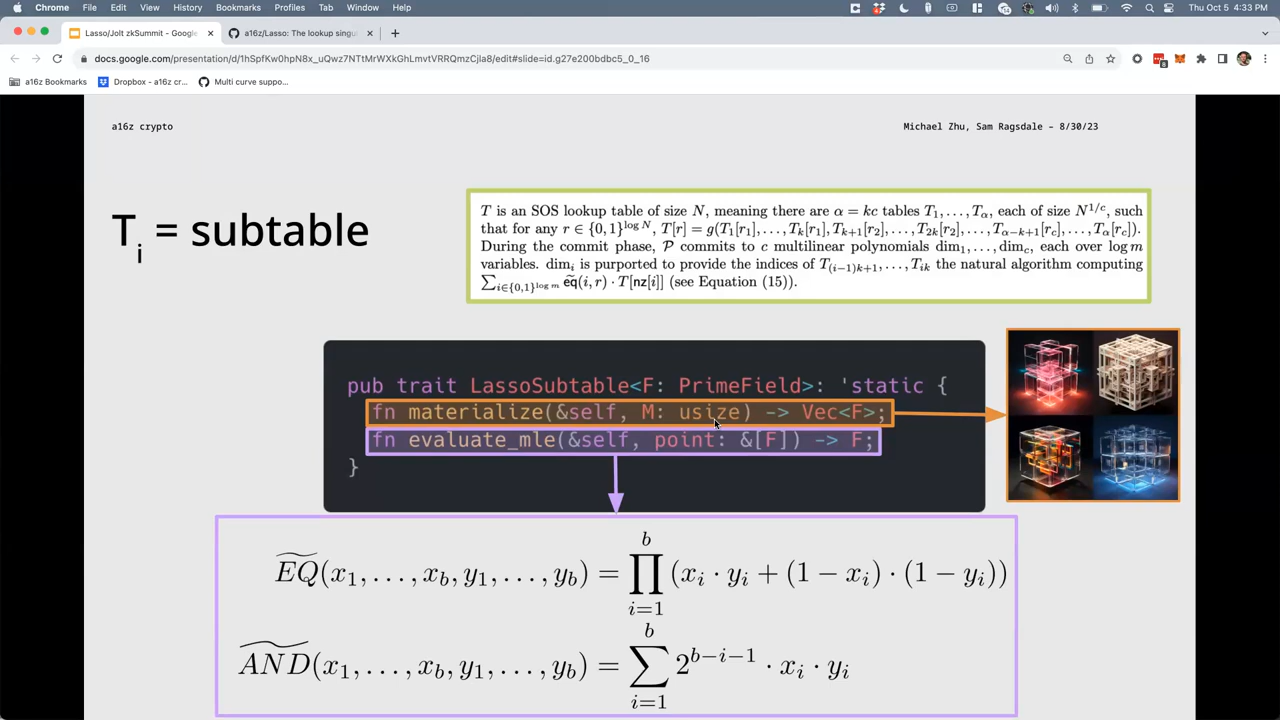 Chrome File Edit View History Bookmarks Profiles Tab Window Help Thu Oct 5 4:33 PM
Lasso/Jolt zkSummit - Google a16z/Lasso: The lookup singu
docs.google.com/presentation/d/1hSpfKw0hpN8x_uQwz7NTtMrWXkGhLmvtVRRQmzCjla8/edit#slide=id.g27e200bdbc5_0_16
a16z Bookmarks Dropbox - a16z cr... Multi curve suppo...
a16z crypto
Michael Zhu, Sam Ragsdale – 8/30/23
T_i = subtable
T is an SOS lookup table of size N, meaning there are α = kc tables T_1, . . . , T_α, each of size N^{1/c}, such
that for any r ∈ {0, 1}^{log N}, T[r] = g(T_1[r_1], . . . , T_k[r_1], T_{k+1}[r_2], . . . , T_{2k}[r_2], . . . , T_{α−k+1}[r_c], . . . , T_α[r_c]).
During the commit phase, P commits to c multilinear polynomials dim_1, . . . , dim_c, each over log m
variables. dim_i is purported to provide the indices of T_{(i−1)k+1}, . . . , T_{ik} the natural algorithm computing
∑_{i∈{0,1}^{log m}} ẽq(i, r) · T[nz[i]] (see Equation (15)).
pub trait LassoSubtable<F: PrimeField>: 'static {
fn materialize(&self, M: usize) -> Vec<F>;
fn evaluate_mle(&self, point: &[F]) -> F;
}
\widetilde{EQ}(x_1, . . . , x_b, y_1, . . . , y_b) = ∏_{i=1}^{b} (x_i · y_i + (1 − x_i) · (1 − y_i))
\widetilde{AND}(x_1, . . . , x_b, y_1, . . . , y_b) = ∑_{i=1}^{b} 2^{b−i−1} · x_i · y_i